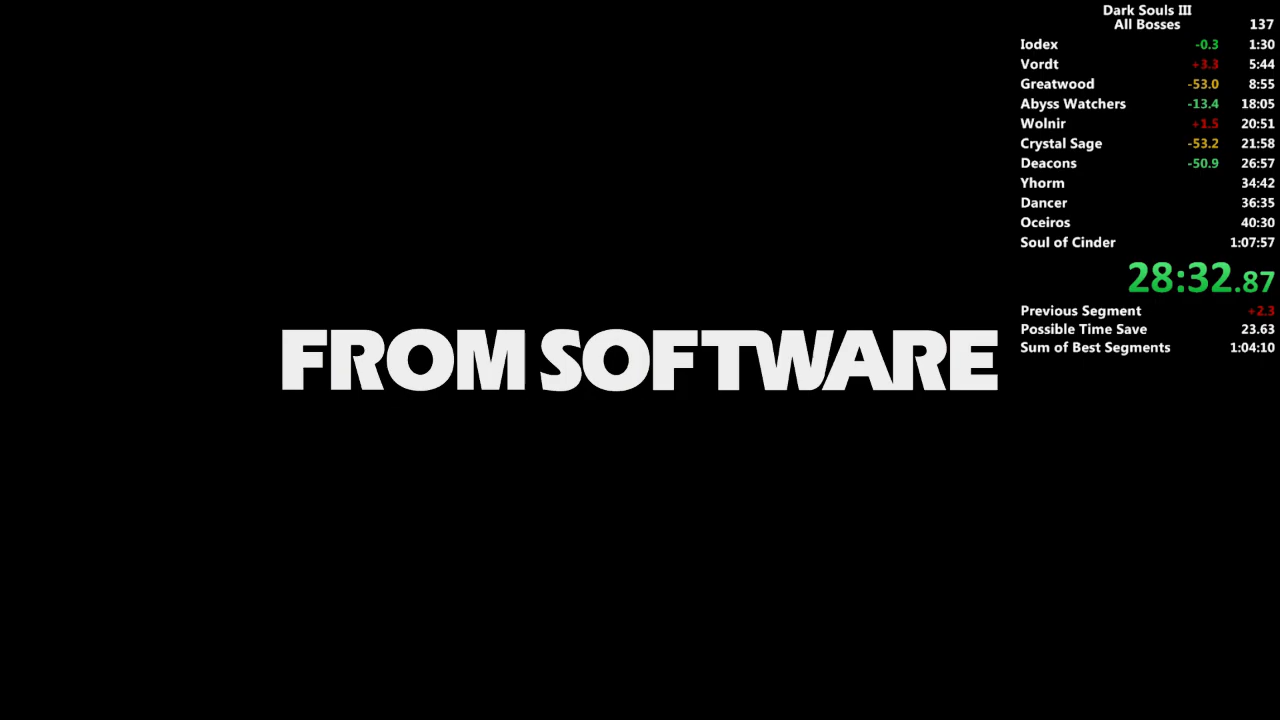 Dark Souls III
All Bosses 137
Iodex -0.3 1:30
Vordt +3.3 5:44
Greatwood -53.0 8:55
Abyss Watchers -13.4 18:05
Wolnir +1.5 20:51
Crystal Sage -53.2 21:58
Deacons -50.9 26:57
Yhorm 34:42
Dancer 36:35
Oceiros 40:30
Soul of Cinder 1:07:57
28:32.87
Previous Segment +2.3
Possible Time Save 23.63
Sum of Best Segments 1:04:10
FROM SOFTWARE